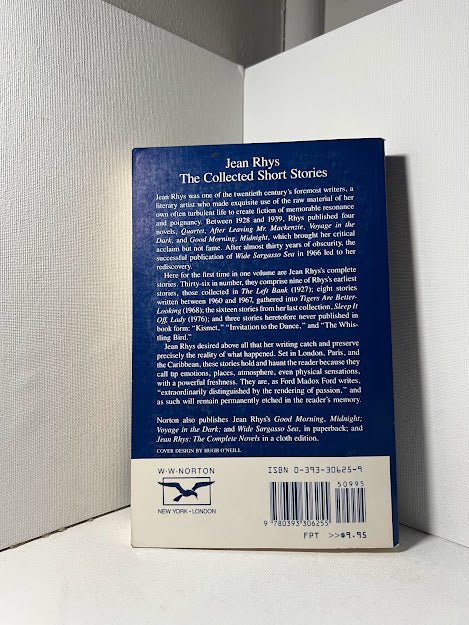 Jean Rhys
The Collected Short Stories
Jean Rhys was one of the twentieth century's foremost writers, a
literary artist who made exquisite use of the raw material of her
own often turbulent life to create fiction of memorable resonance
and poignancy. Between 1928 and 1939, Rhys published four
novels, Quartet, After Leaving Mr. Mackenzie, Voyage in the
Dark, and Good Morning, Midnight, which brought her critical
acclaim but not fame. After almost thirty years of obscurity, the
successful publication of Wide Sargasso Sea in 1966 led to her
rediscovery.
Here for the first time in one volume are Jean Rhys's complete
stories. Thirty-six in number, they comprise nine of Rhys's earliest
stories, those collected in The Left Bank (1927); eight stories
written between 1960 and 1967, gathered into Tigers Are Better-
Looking (1968); the sixteen stories from her last collection, Sleep It
Off, Lady (1976); and three stories heretofore never published in
book form: "Kismet," "Invitation to the Dance," and "The Whis-
tling Bird."
Jean Rhys desired above all that her writing catch and preserve
precisely the reality of what happened. Set in London, Paris, and
the Caribbean, these stories hold and haunt the reader because they
call up emotions, places, atmosphere, even physical sensations,
with a powerful freshness. They are, as Ford Madox Ford writes,
"extraordinarily distinguished by the rendering of passion," and
as such will remain permanently etched in the reader's memory.
Norton also publishes Jean Rhys's Good Morning, Midnight;
Voyage in the Dark; and Wide Sargasso Sea, in paperback; and
Jean Rhys: The Complete Novels in a cloth edition.
COVER DESIGN BY HUGH O'NEILL
W·W·NORTON
NEW YORK · LONDON
ISBN 0-393-30625-9
50995
9 780393 306255
FPT >>$9.95